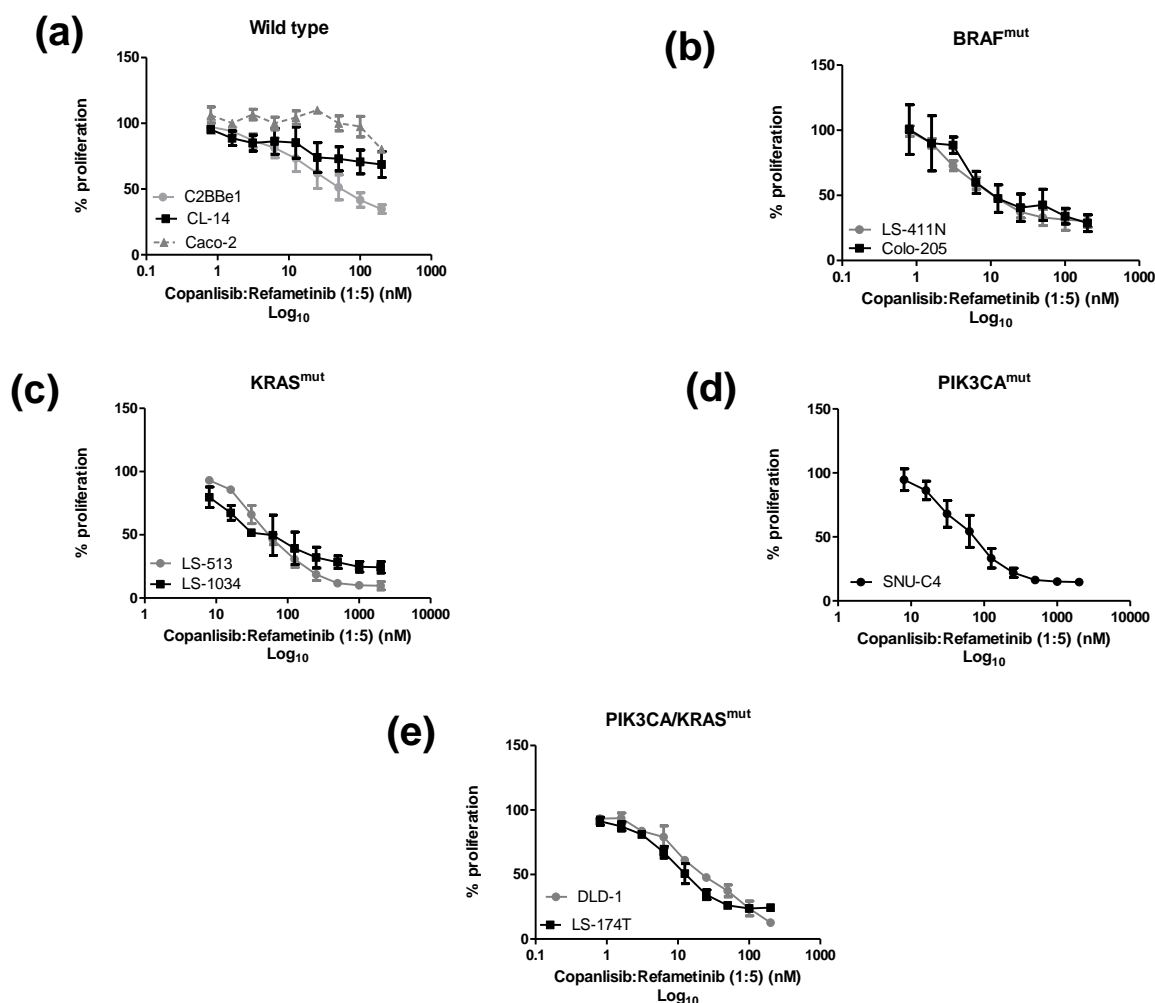 (a)
Wild type
150
100
50
0
% proliferation
C2BBe1
CL-14
Caco-2
0.1 1 10 100 1000
Copanlisib:Refametinib (1:5) (nM)
Log10
(b)
BRAFmut
150
100
50
0
% proliferation
LS-411N
Colo-205
0.1 1 10 100 1000
Copanlisib:Refametinib (1:5) (nM)
Log10
(c)
KRASmut
150
100
50
0
% proliferation
LS-513
LS-1034
1 10 100 1000 10000
Copanlisib:Refametinib (1:5) (nM)
Log10
(d)
PIK3CAmut
150
100
50
0
% proliferation
SNU-C4
1 10 100 1000 10000
Copanlisib:Refametinib (1:5) (nM)
Log10
(e)
PIK3CA/KRASmut
150
100
50
0
% proliferation
DLD-1
LS-174T
0.1 1 10 100 1000
Copanlisib:Refametinib (1:5) (nM)
Log10